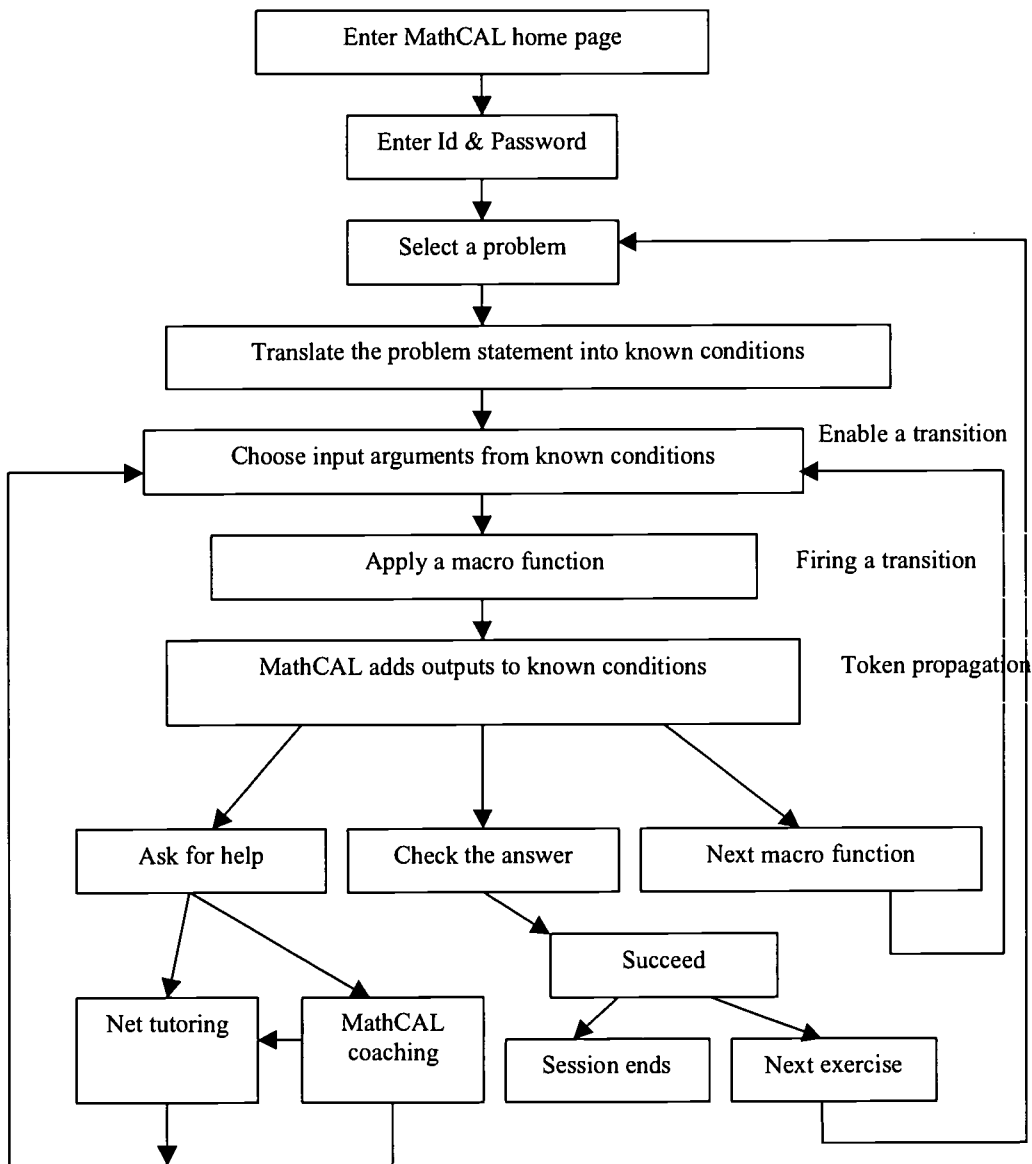 Enter MathCAL home page
Enter Id & Password
Select a problem
Translate the problem statement into known conditions
Enable a transition
Choose input arguments from known conditions
Apply a macro function
Firing a transition
MathCAL adds outputs to known conditions
Token propagation
Ask for help
Check the answer
Next macro function
Succeed
Net tutoring
MathCAL
coaching
Session ends
Next exercise